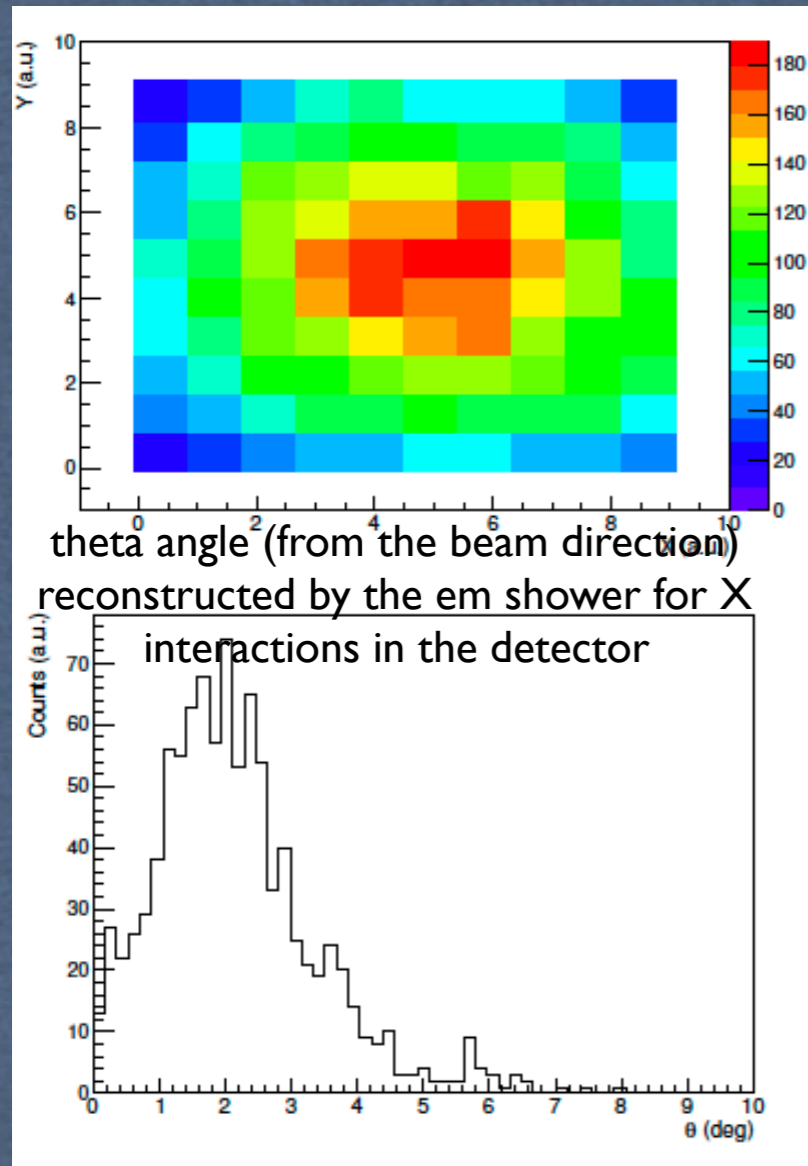 Y (a.u.)
10
8
6
4
2
0
180
160
140
120
100
80
60
40
20
0
0 2 4 6 8 10
X (a.u.)
theta angle (from the beam direction)
reconstructed by the em shower for X
interactions in the detector
Counts (a.u.)
70
60
50
40
30
20
10
0
0 1 2 3 4 5 6 7 8 9 10
θ (deg)